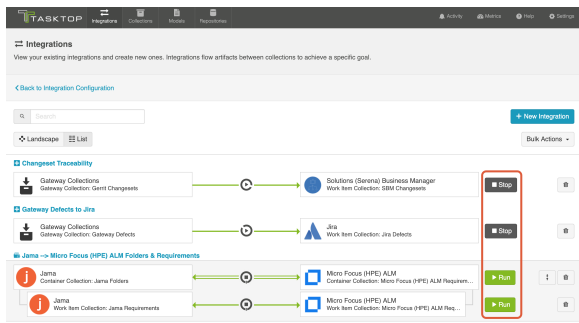 TASKTOP
Integrations
Collections
Models
Repositories
Activity
Metrics
Help
Settings
Integrations
View your existing integrations and create new ones. Integrations flow artifacts between collections to achieve a specific goal.
Back to Integration Configuration
Search
+ New Integration
Landscape
List
Bulk Actions
Changeset Traceability
Gateway Collections
Gateway Collection: Gerrit Changesets
Solutions (Serena) Business Manager
Work Item Collection: SBM Changesets
Stop
Gateway Defects to Jira
Gateway Collections
Gateway Collection: Gateway Defects
Jira
Work Item Collection: Jira Defects
Stop
Jama --> Micro Focus (HPE) ALM Folders & Requirements
Jama
Container Collection: Jama Folders
Micro Focus (HPE) ALM
Container Collection: Micro Focus (HPE) ALM Requirem...
Run
Jama
Work Item Collection: Jama Requirements
Micro Focus (HPE) ALM
Work Item Collection: Micro Focus (HPE) ALM Req...
Run